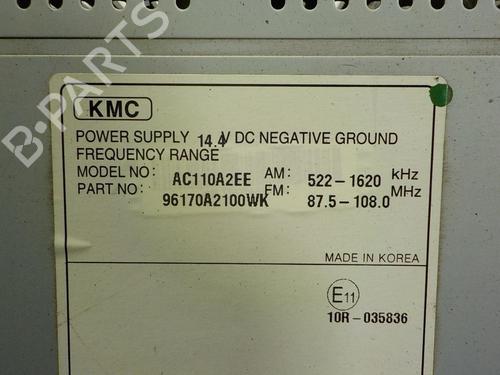 B-PARTS
KMC
POWER SUPPLY 14.4V DC NEGATIVE GROUND
FREQUENCY RANGE
MODEL NO: AC110A2EE AM: 522-1620 kHz
PART NO: 96170A2100WK FM: 87.5-108.0 MHz
MADE IN KOREA
E11
10R-035836